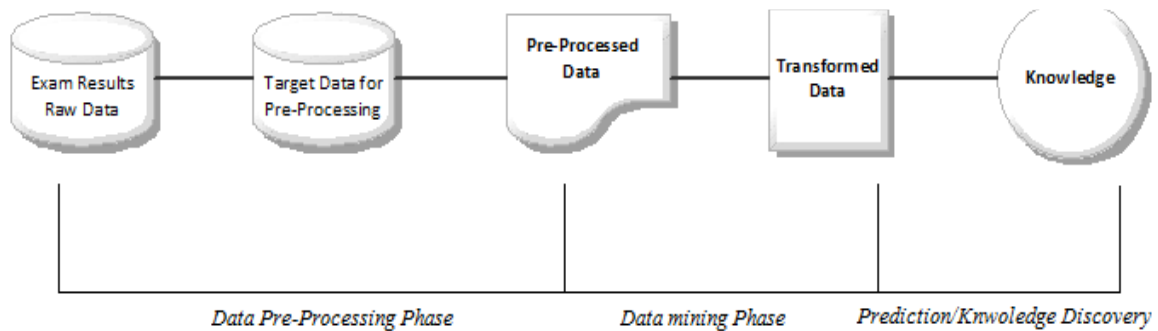 Exam Results
Raw Data
Target Data for
Pre-Processing
Pre-Processed
Data
Transformed
Data
Knowledge
Data Pre-Processing Phase
Data mining Phase
Prediction/Knwoledge Discovery